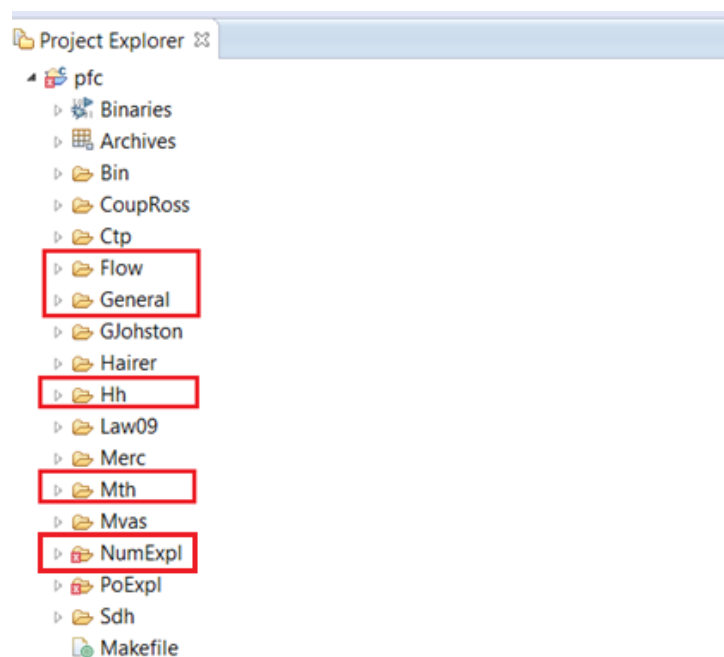 Project Explorer
pfc
Binaries
Archives
Bin
CoupRoss
Ctp
Flow
General
GJohston
Hairer
Hh
Law09
Merc
Mth
Mvas
NumExpl
PoExpl
Sdh
Makefile